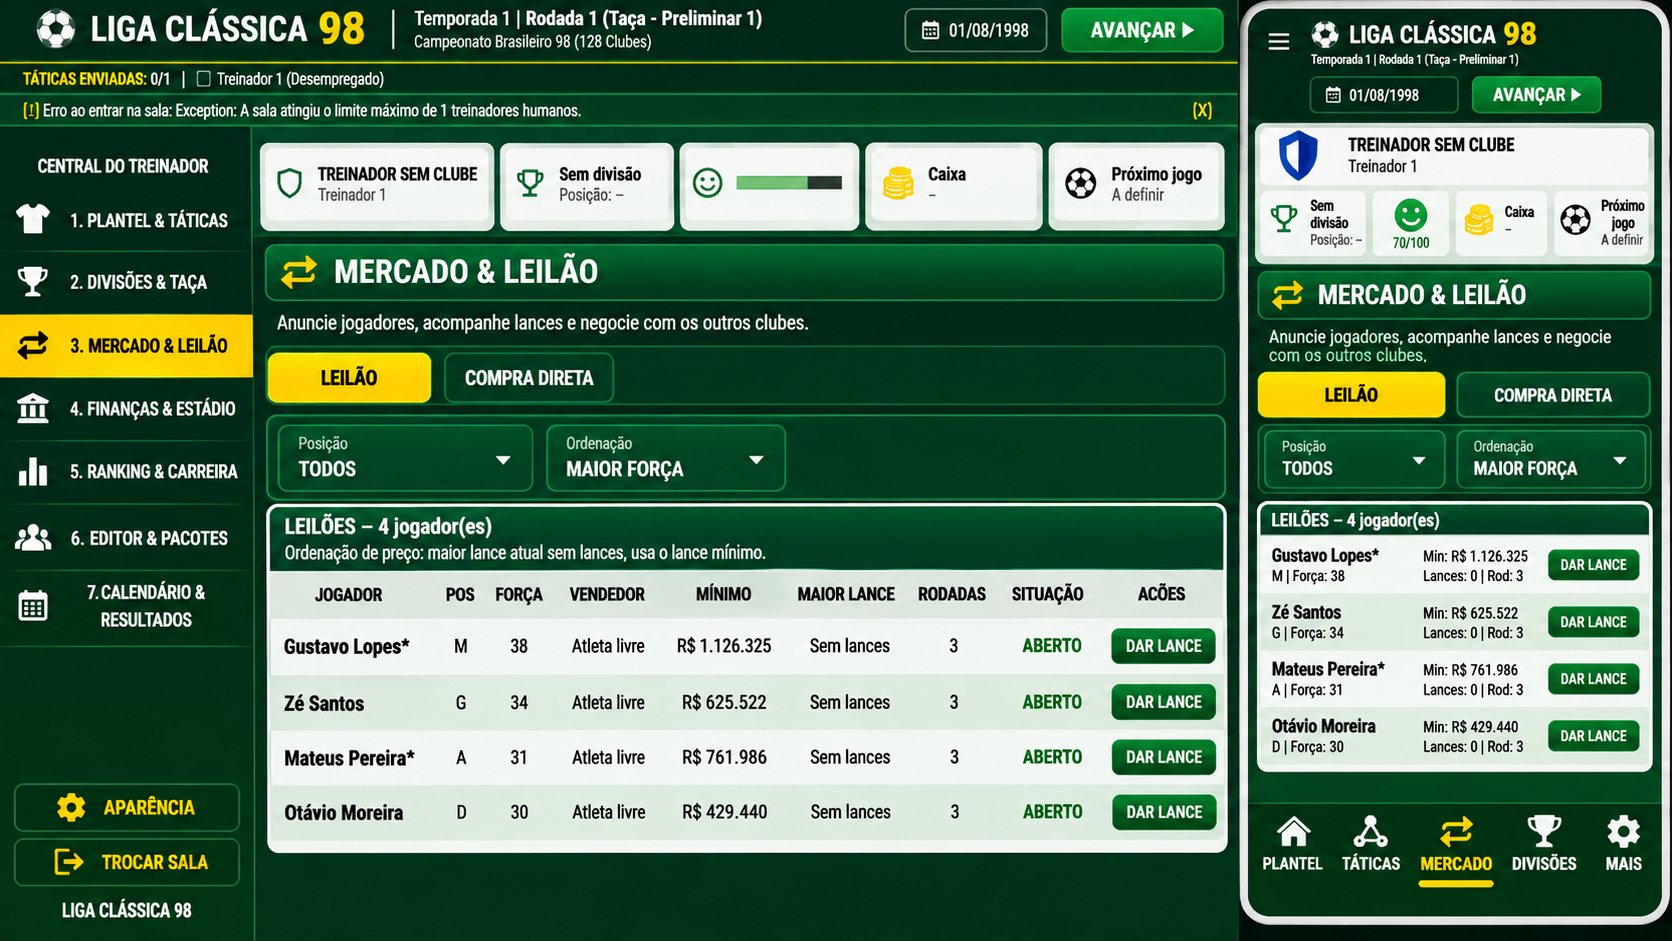 LIGA CLÁSSICA 98
Temporada 1 | Rodada 1 (Taça - Preliminar 1)
Campeonato Brasileiro 98 (128 Clubes)
01/08/1998
AVANÇAR
TÁTICAS ENVIADAS: 0/1 | Treinador 1 (Desempregado)
[!] Erro ao entrar na sala: Exception: A sala atingiu o limite máximo de 1 treinadores humanos.
(X)
CENTRAL DO TREINADOR
1. PLANTEL & TÁTICAS
2. DIVISÕES & TAÇA
3. MERCADO & LEILÃO
4. FINANÇAS & ESTÁDIO
5. RANKING & CARREIRA
6. EDITOR & PACOTES
7. CALENDÁRIO &
RESULTADOS
APARÊNCIA
TROCAR SALA
LIGA CLÁSSICA 98
TREINADOR SEM CLUBE
Treinador 1
Sem divisão
Posição: –
Caixa
–
Próximo jogo
A definir
MERCADO & LEILÃO
Anuncie jogadores, acompanhe lances e negocie com os outros clubes.
LEILÃO
COMPRA DIRETA
Posição
TODOS
Ordenação
MAIOR FORÇA
LEILÕES – 4 jogador(es)
Ordenação de preço: maior lance atual sem lances, usa o lance mínimo.
JOGADOR POS FORÇA VENDEDOR MÍNIMO MAIOR LANCE RODADAS SITUAÇÃO ACÕES
Gustavo Lopes* M 38 Atleta livre R$ 1.126.325 Sem lances 3 ABERTO DAR LANCE
Zé Santos G 34 Atleta livre R$ 625.522 Sem lances 3 ABERTO DAR LANCE
Mateus Pereira* A 31 Atleta livre R$ 761.986 Sem lances 3 ABERTO DAR LANCE
Otávio Moreira D 30 Atleta livre R$ 429.440 Sem lances 3 ABERTO DAR LANCE
LIGA CLÁSSICA 98
Temporada 1 | Rodada 1 (Taça - Preliminar 1)
01/08/1998
AVANÇAR
TREINADOR SEM CLUBE
Treinador 1
Sem
divisão
Posição: –
70/100
Caixa
–
Próximo
jogo
A definir
MERCADO & LEILÃO
Anuncie jogadores, acompanhe lances e negocie
com os outros clubes.
LEILÃO
COMPRA DIRETA
Posição
TODOS
Ordenação
MAIOR FORÇA
LEILÕES – 4 jogador(es)
Gustavo Lopes* Min: R$ 1.126.325
M | Força: 38 Lances: 0 | Rod: 3
DAR LANCE
Zé Santos Min: R$ 625.522
G | Força: 34 Lances: 0 | Rod: 3
DAR LANCE
Mateus Pereira* Min: R$ 761.986
A | Força: 31 Lances: 0 | Rod: 3
DAR LANCE
Otávio Moreira Min: R$ 429.440
D | Força: 30 Lances: 0 | Rod: 3
DAR LANCE
PLANTEL
TÁTICAS
MERCADO
DIVISÕES
MAIS